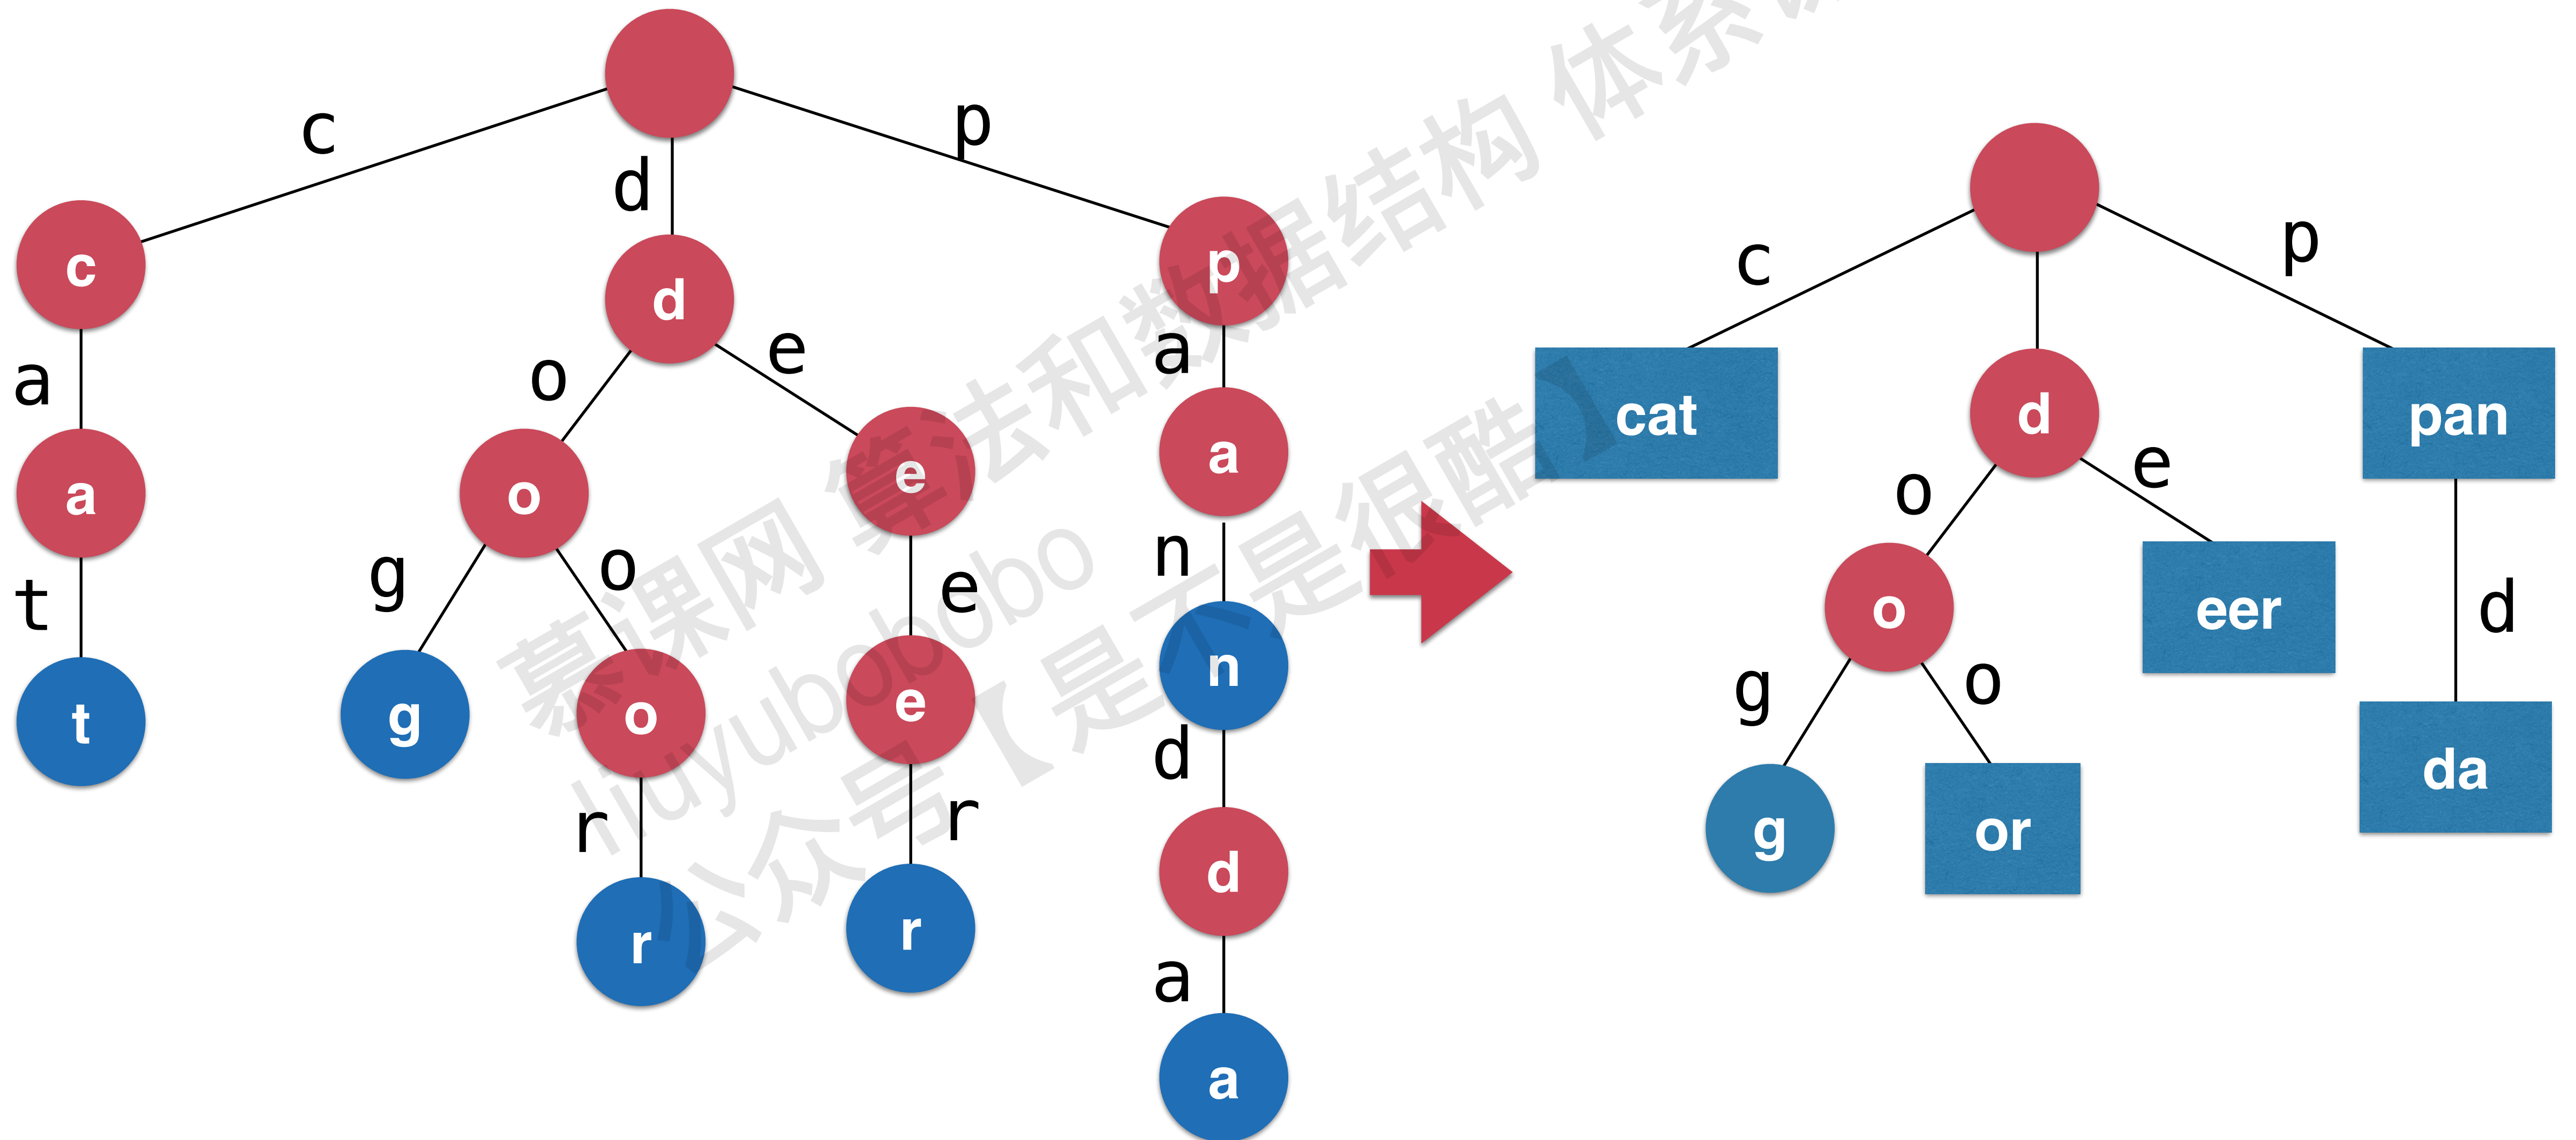 c
d
p
c
d
p
a
o
e
a
a
o
e
a
t
g
o
e
n
t
g
o
e
n
r
r
d
r
r
d
a
a
c
p
cat
d
pan
o
e
o
eer
d
g
o
g
or
da
慕课网 算法和数据结构 体系课
liuyubobobo
公众号【是不是很酷】